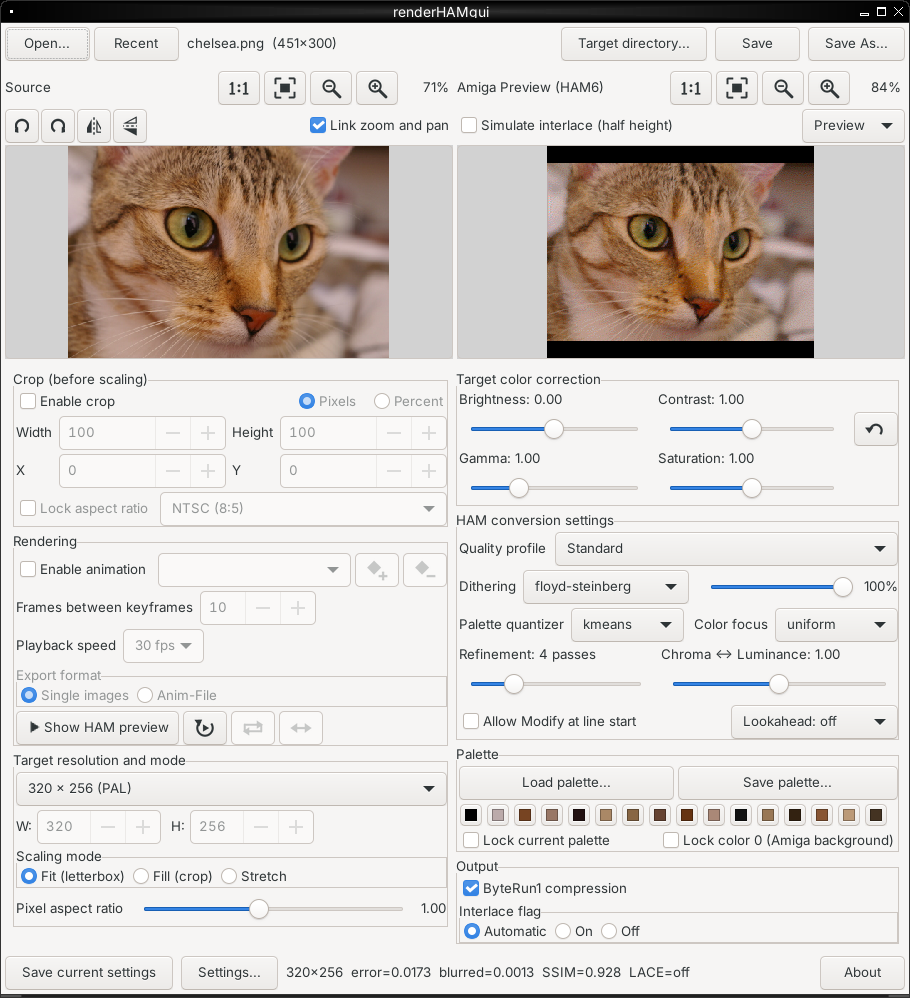 renderHAMgui
Open... Recent chelsea.png (451×300) Target directory... Save Save As...
Source 1:1 71% Amiga Preview (HAM6) 1:1 84%
Link zoom and pan Simulate interlace (half height) Preview
Crop (before scaling)
Enable crop Pixels Percent
Width 100 Height 100
X 0 Y 0
Lock aspect ratio NTSC (8:5)
Rendering
Enable animation
Frames between keyframes 10
Playback speed 30 fps
Export format
Single images Anim-File
Show HAM preview
Target resolution and mode
320 × 256 (PAL)
W: 320 H: 256
Scaling mode
Fit (letterbox) Fill (crop) Stretch
Pixel aspect ratio 1.00
Target color correction
Brightness: 0.00 Contrast: 1.00
Gamma: 1.00 Saturation: 1.00
HAM conversion settings
Quality profile Standard
Dithering floyd-steinberg 100%
Palette quantizer kmeans Color focus uniform
Refinement: 4 passes Chroma ↔ Luminance: 1.00
Allow Modify at line start Lookahead: off
Palette
Load palette... Save palette...
Lock current palette Lock color 0 (Amiga background)
Output
ByteRun1 compression
Interlace flag
Automatic On Off
Save current settings Settings... 320×256 error=0.0173 blurred=0.0013 SSIM=0.928 LACE=off About